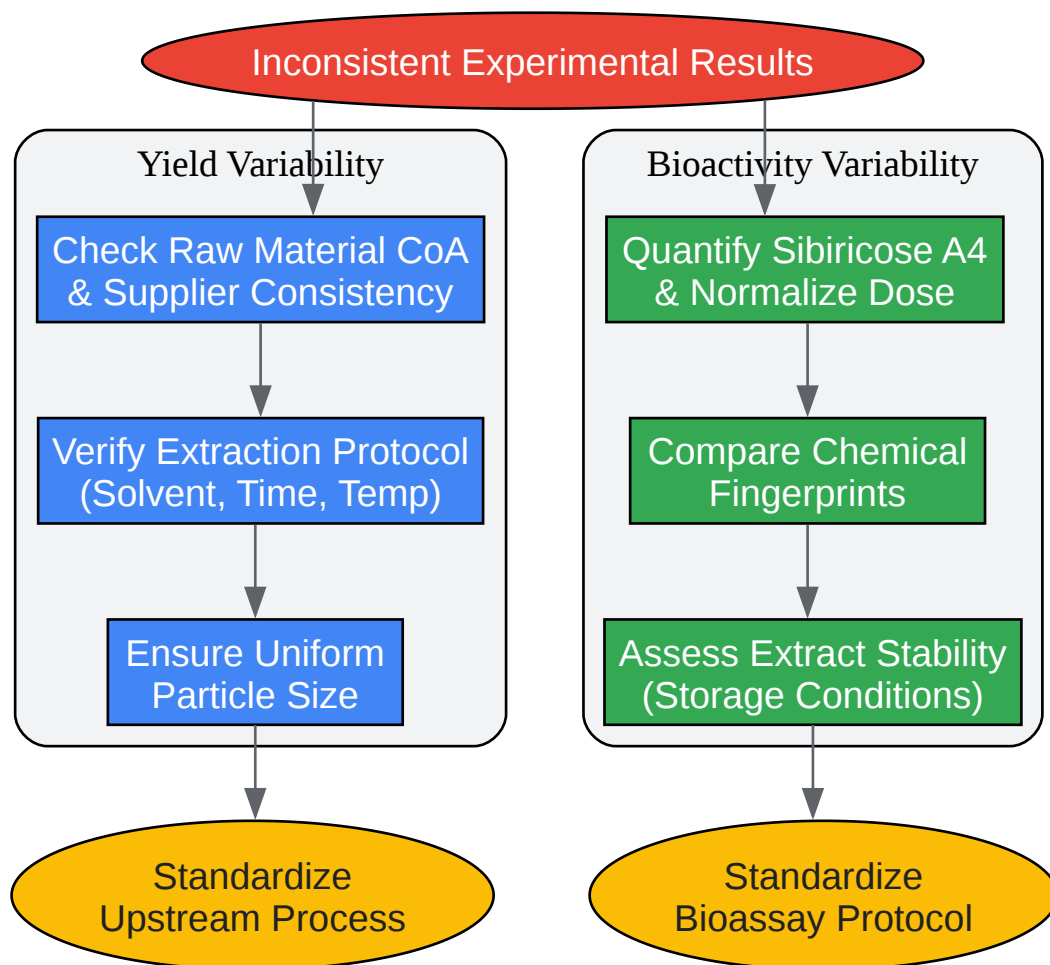 Inconsistent Experimental Results
Yield Variability
Check Raw Material CoA
& Supplier Consistency
Verify Extraction Protocol
(Solvent, Time, Temp)
Ensure Uniform
Particle Size
Standardize
Upstream Process
Bioactivity Variability
Quantify Sibiricose A4
& Normalize Dose
Compare Chemical
Fingerprints
Assess Extract Stability
(Storage Conditions)
Standardize
Bioassay Protocol